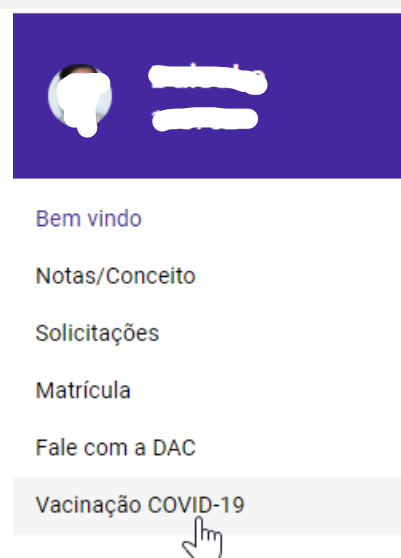 Bem vindo
Notas/Conceito
Solicitações
Matrícula
Fale com a DAC
Vacinação COVID-19